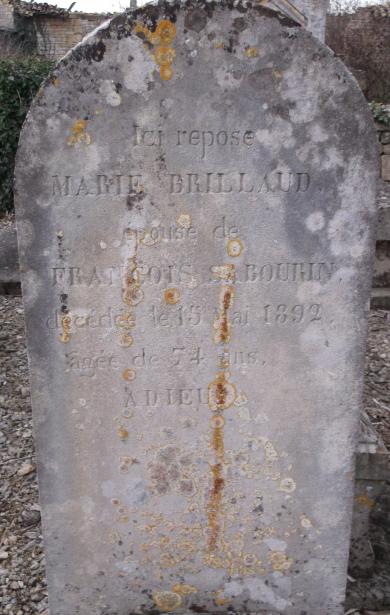 Ici repose
MARIE BRILLAUD
épouse de
FRANÇOIS SABOURIN,
décédée le 15 Mai 1892,
âgée de 74 ans.
ADIEU